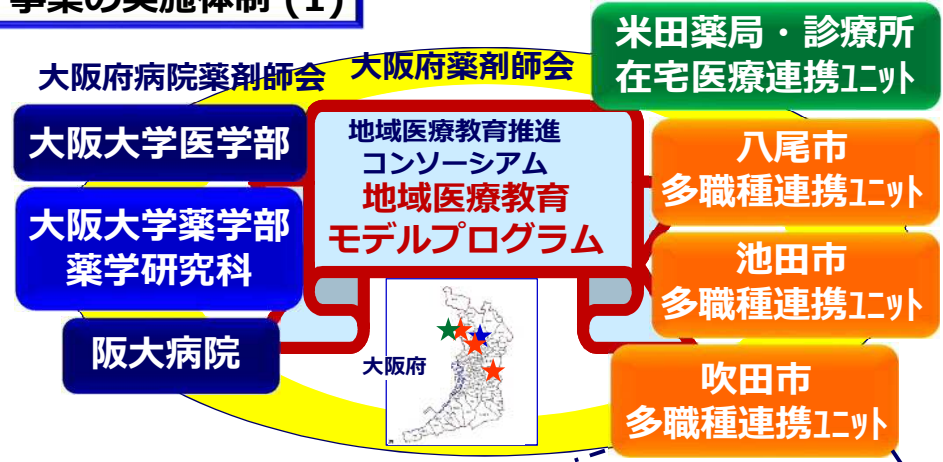 事業の実施体制 (1)
大阪府病院薬剤師会
大阪府薬剤師会
大阪大学医学部
大阪大学薬学部
薬学研究科
阪大病院
地域医療教育推進
コンソーシアム
地域医療教育
モデルプログラム
大阪府
米田薬局・診療所
在宅医療連携ﾕﾆｯﾄ
八尾市
多職種連携ﾕﾆｯﾄ
池田市
多職種連携ﾕﾆｯﾄ
吹田市
多職種連携ﾕﾆｯﾄ